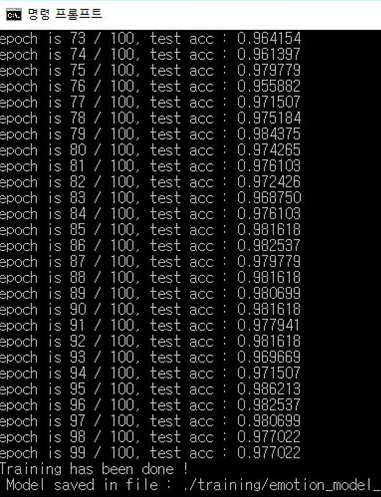 명령 프롬프트
epoch is 73 / 100, test acc : 0.964154
epoch is 74 / 100, test acc : 0.961397
epoch is 75 / 100, test acc : 0.979779
epoch is 76 / 100, test acc : 0.955882
epoch is 77 / 100, test acc : 0.971507
epoch is 78 / 100, test acc : 0.975184
epoch is 79 / 100, test acc : 0.984375
epoch is 80 / 100, test acc : 0.974265
epoch is 81 / 100, test acc : 0.976103
epoch is 82 / 100, test acc : 0.972426
epoch is 83 / 100, test acc : 0.968750
epoch is 84 / 100, test acc : 0.976103
epoch is 85 / 100, test acc : 0.981618
epoch is 86 / 100, test acc : 0.982537
epoch is 87 / 100, test acc : 0.979779
epoch is 88 / 100, test acc : 0.981618
epoch is 89 / 100, test acc : 0.980699
epoch is 90 / 100, test acc : 0.981618
epoch is 91 / 100, test acc : 0.977941
epoch is 92 / 100, test acc : 0.981618
epoch is 93 / 100, test acc : 0.969669
epoch is 94 / 100, test acc : 0.971507
epoch is 95 / 100, test acc : 0.986213
epoch is 96 / 100, test acc : 0.982537
epoch is 97 / 100, test acc : 0.980699
epoch is 98 / 100, test acc : 0.977022
epoch is 99 / 100, test acc : 0.977022
Training has been done !
Model saved in file : ./training/emotion_model_